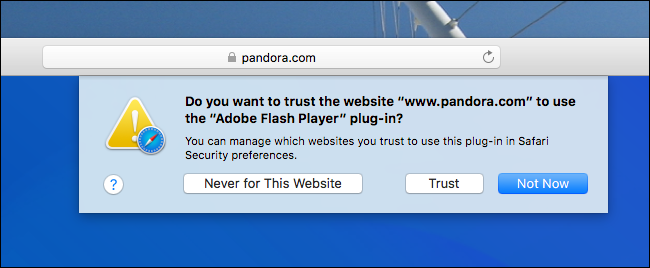 pandora.com
Do you want to trust the website “www.pandora.com” to use
the “Adobe Flash Player” plug-in?
You can manage which websites you trust to use this plug-in in Safari
Security preferences.
? Never for This Website Trust Not Now